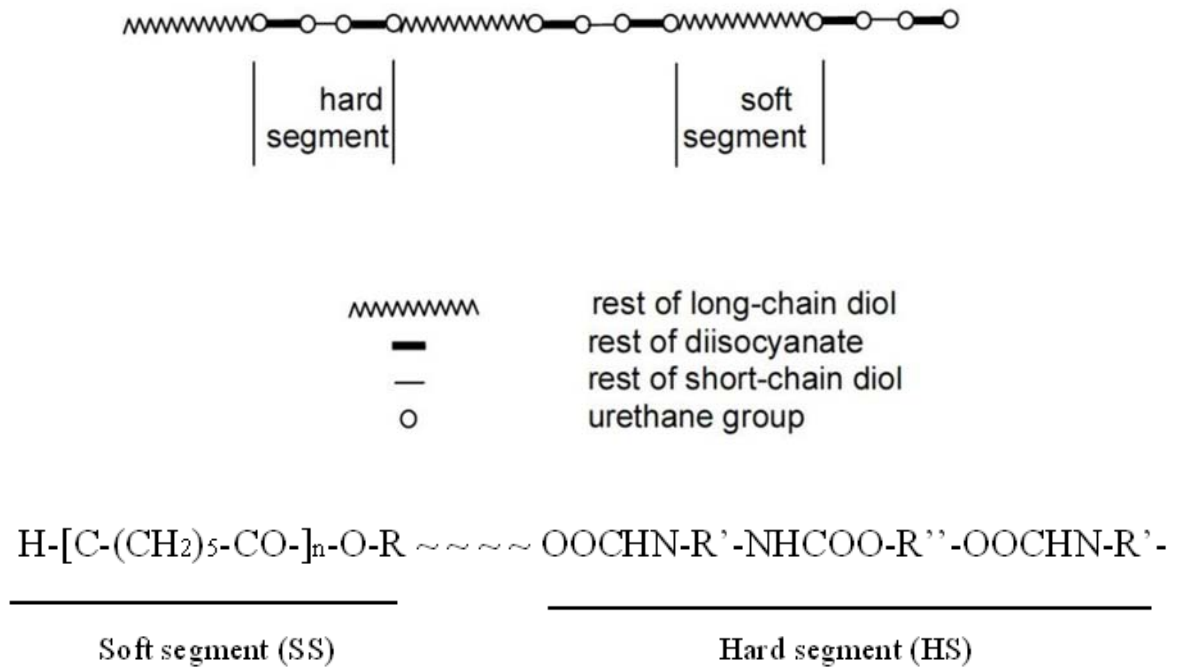 hard
segment
soft
segment
rest of long-chain diol
rest of diisocyanate
rest of short-chain diol
urethane group
H-[C-(CH2)5-CO-]n-O-R ~ ~ ~ ~ OOCHN-R’-NHCOO-R’’-OOCHN-R’-
Soft segment (SS)
Hard segment (HS)